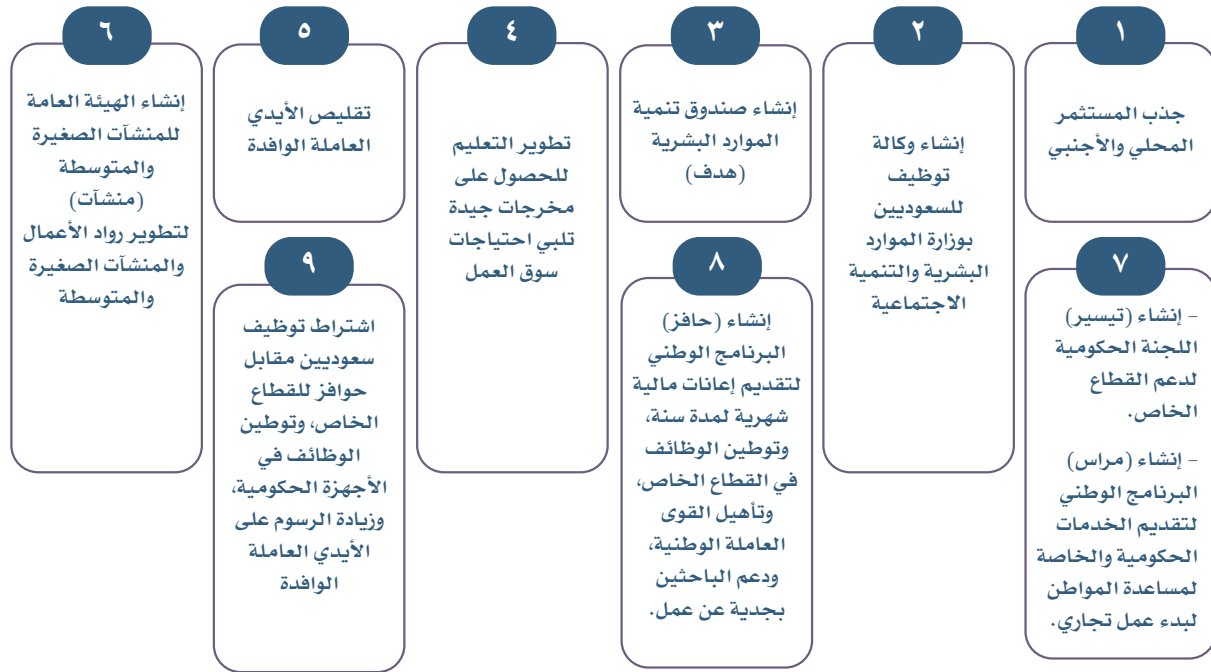 ١
جذب المستثمر
المحلي والأجنبي
٢
إنشاء وكالة
توظيف
للسعوديين
بوزارة الموارد
البشرية والتنمية
الاجتماعية
٣
إنشاء صندوق تنمية
الموارد البشرية
(هدف)
٤
تطوير التعليم
للحصول على
مخرجات جيدة
تلبي احتياجات
سوق العمل
٥
تقليص الأيدي
العاملة الوافدة
٦
إنشاء الهيئة العامة
للمنشآت الصغيرة
والمتوسطة
(منشآت)
لتطوير رواد الأعمال
والمنشآت الصغيرة
والمتوسطة
٧
- إنشاء (تيسير)
اللجنة الحكومية
لدعم القطاع
الخاص.
- إنشاء (مراس)
البرنامج الوطني
لتقديم الخدمات
الحكومية والخاصة
لمساعدة المواطن
لبدء عمل تجاري.
٨
إنشاء (حافز)
البرنامج الوطني
لتقديم إعانات مالية
شهرية لمدة سنة،
وتوطين الوظائف
في القطاع الخاص،
وتأهيل القوى
العاملة الوطنية،
ودعم الباحثين
بجدية عن عمل.
٩
اشتراط توظيف
سعوديين مقابل
حوافز للقطاع
الخاص، وتوطين
الوظائف في
الأجهزة الحكومية،
وزيادة الرسوم على
الأيدي العاملة
الوافدة